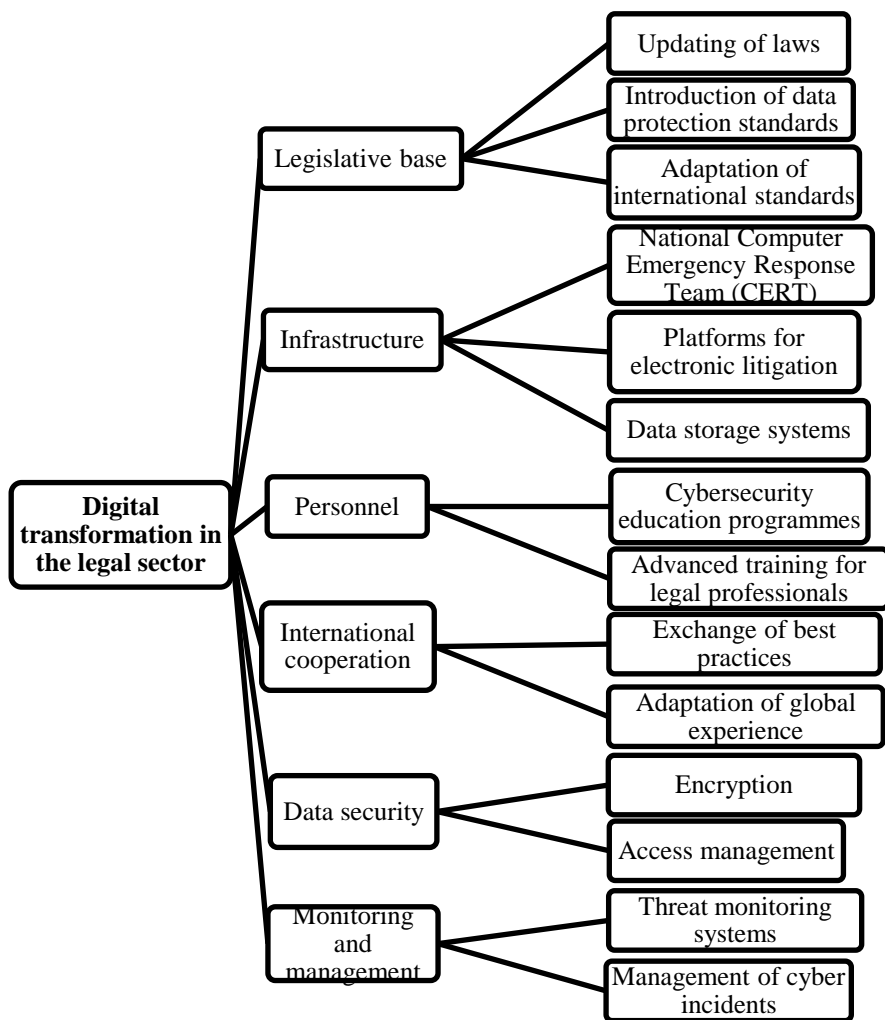 Digital
transformation in
the legal sector
Legislative base
Updating of laws
Introduction of data
protection standards
Adaptation of
international standards
Infrastructure
National Computer
Emergency Response
Team (CERT)
Platforms for
electronic litigation
Data storage systems
Personnel
Cybersecurity
education programmes
Advanced training for
legal professionals
International
cooperation
Exchange of best
practices
Adaptation of global
experience
Data security
Encryption
Access management
Monitoring
and
management
Threat monitoring
systems
Management of cyber
incidents